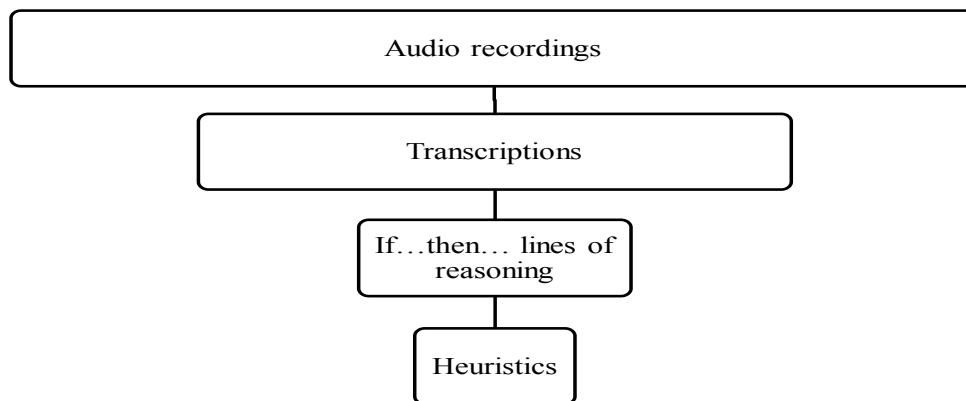 Audio recordings
Transcriptions
If…then… lines of
reasoning
Heuristics